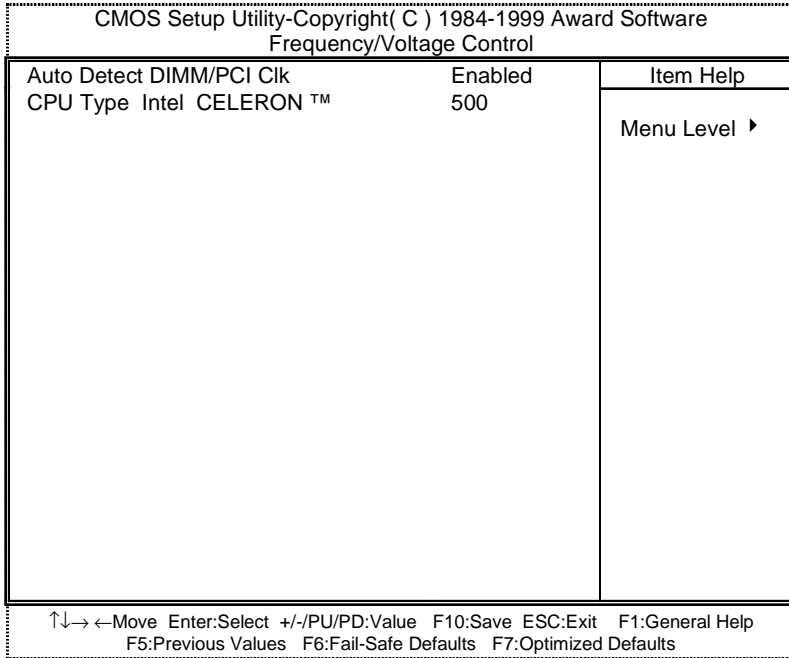 CMOS Setup Utility-Copyright( C ) 1984-1999 Award Software
Frequency/Voltage Control
Auto Detect DIMM/PCI Clk Enabled Item Help
CPU Type Intel CELERON ™ 500
Menu Level ▸
↑↓→←Move Enter:Select +/-/PU/PD:Value F10:Save ESC:Exit F1:General Help
F5:Previous Values F6:Fail-Safe Defaults F7:Optimized Defaults